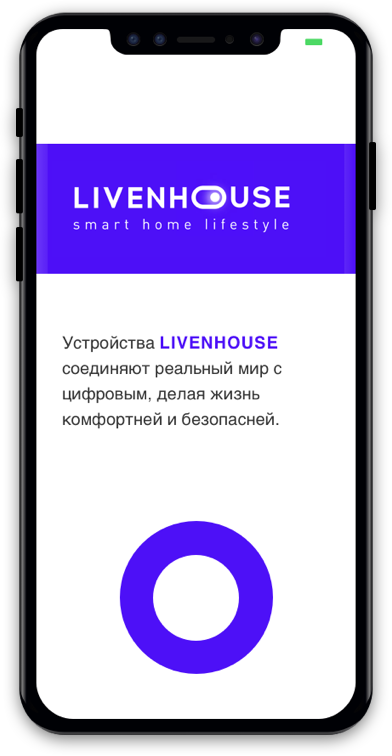 LIVENHOUSE
smart home lifestyle
Устройства LIVENHOUSE
соединяют реальный мир с
цифровым, делая жизнь
комфортней и безопасней.